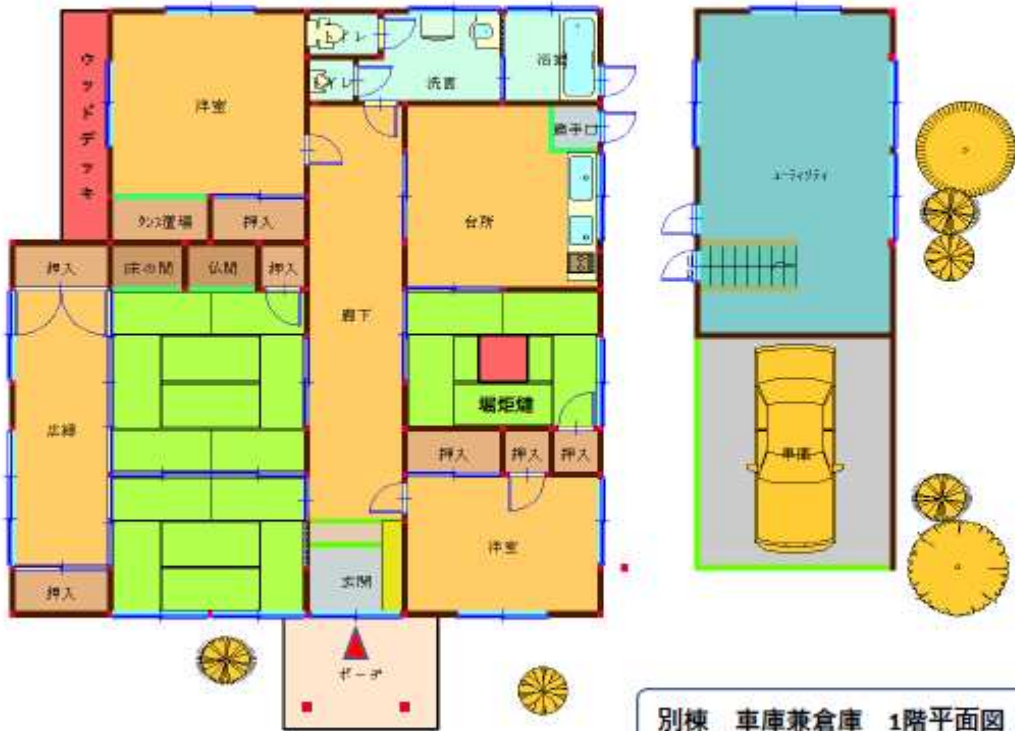 ウッドデッキ
洋室
トイレ
トイレ
洗面
浴室
勝手口
台所
タンス置場
押入
押入
床の間
仏間
押入
廊下
広縁
堀炬燵
押入
押入
押入
洋室
玄関
押入
ポーチ
ユーティリティ
車庫
別棟 車庫兼倉庫 1階平面図